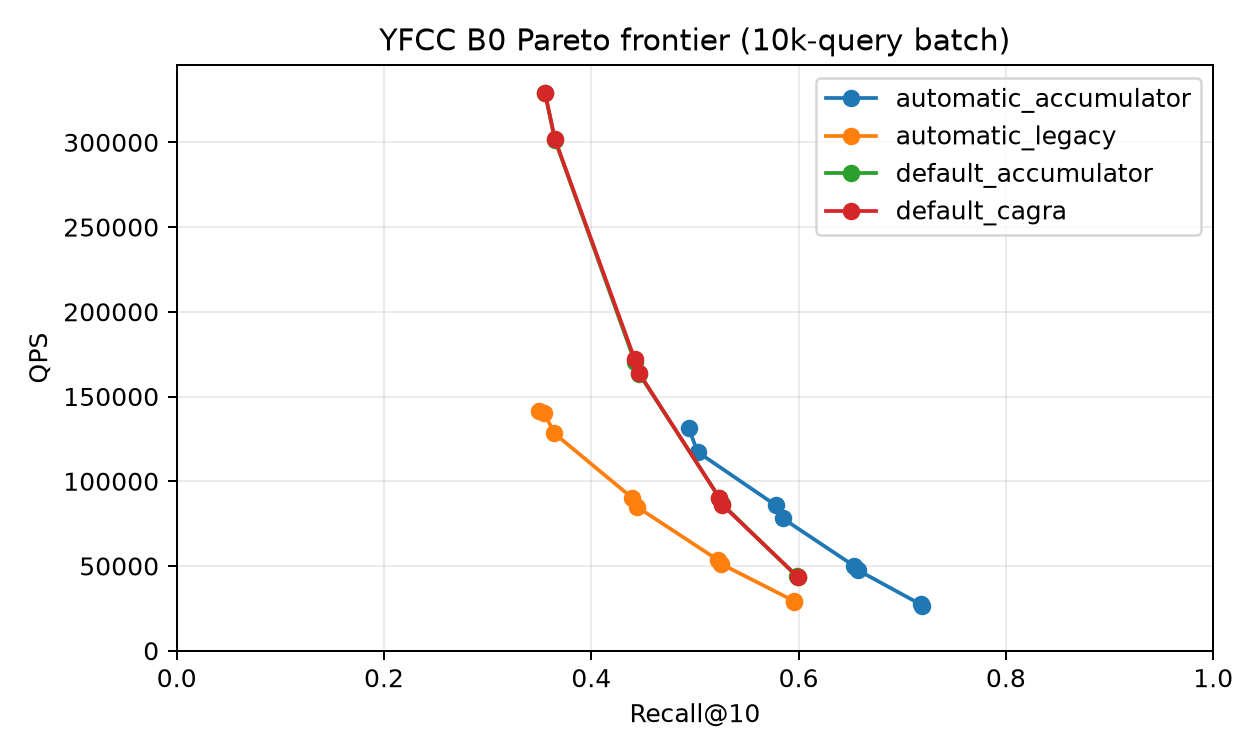 YFCC B0 Pareto frontier (10k-query batch)
automatic_accumulator
automatic_legacy
default_accumulator
default_cagra
300000
250000
200000
150000
100000
50000
0
QPS
0.0 0.2 0.4 0.6 0.8 1.0
Recall@10